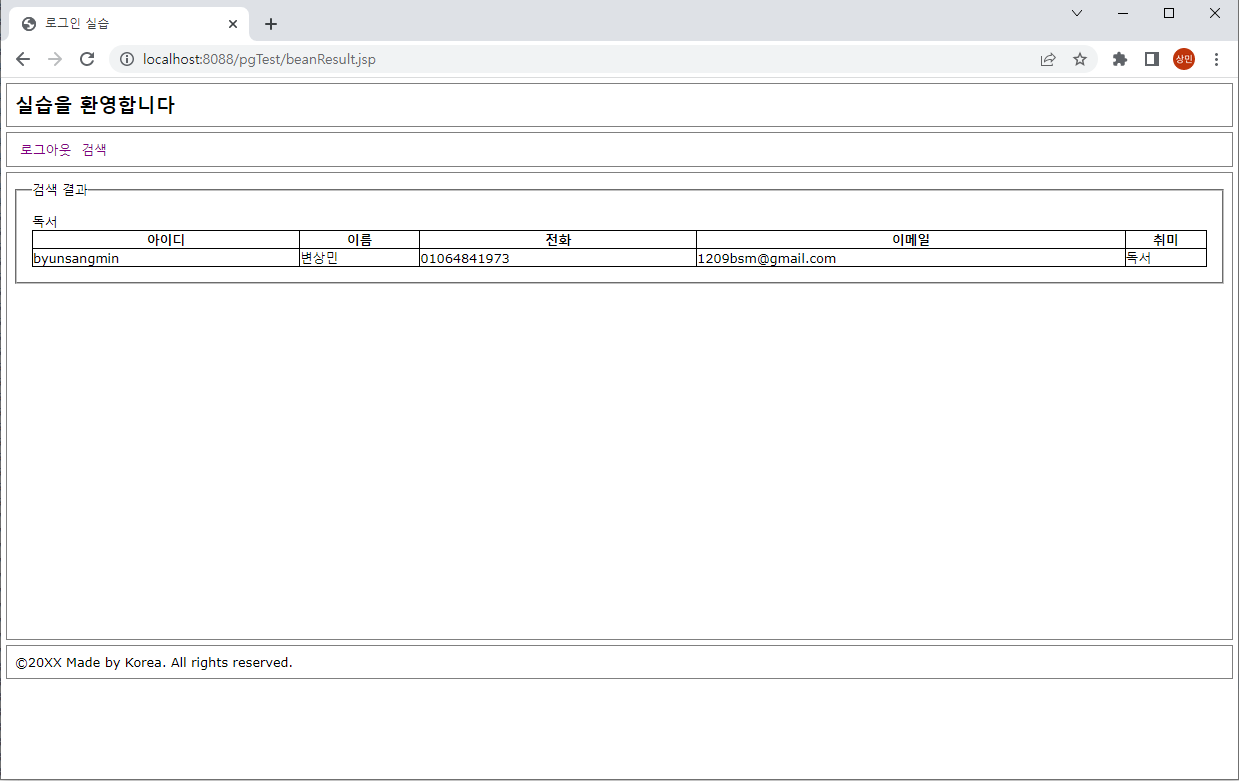 로그인 실습
localhost:8088/pgTest/beanResult.jsp
상민
실습을 환영합니다
로그아웃 검색
검색 결과
독서
아이디 이름 전화 이메일 취미
byunsangmin 변상민 01064841973 1209bsm@gmail.com 독서
©20XX Made by Korea. All rights reserved.